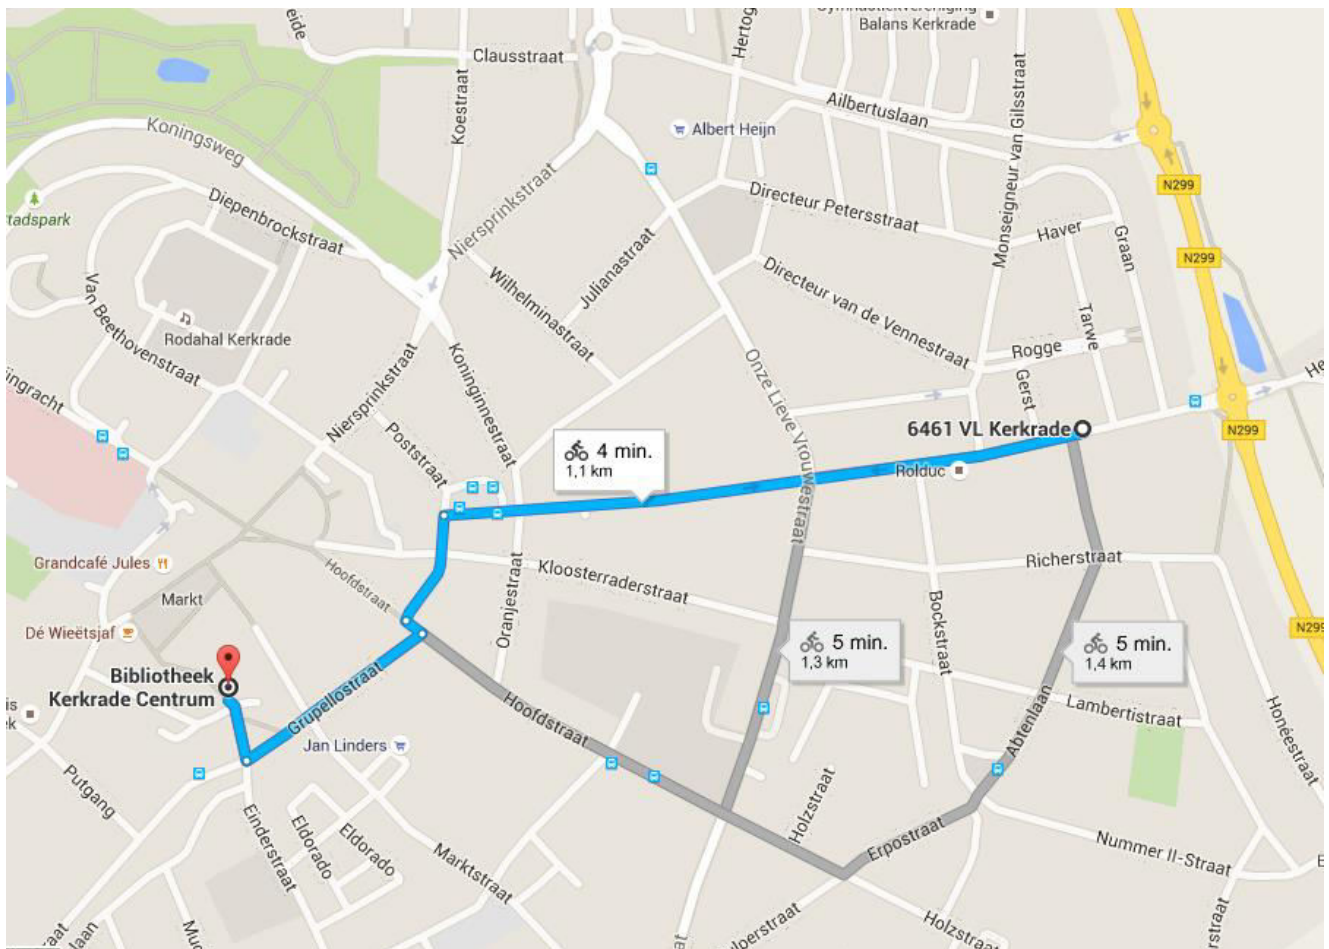 Balans Kerkrade
Clausstraat
Koestraat
Ailbertuslaan
Monseigneur van Gilsstraat
Albert Heijn
Koningsweg
Niersprinkstraat
N299
Directeur Petersstraat
Diepenbrockstraat
Haver
Graan
Julianastraat
N299
Wilhelminastraat
Directeur van de Vennestraat
Van Beethovenstraat
Tarwe
Rodahal Kerkrade
Rogge
Koninginnestraat
Niersprinkstraat
Gerst
Onze Lieve Vrouwestraat
6461 VL Kerkrade
N299
Poststraat
4 min.
1,1 km
Rolduc
Grandcafé Jules
Hoofdstraat
Kloosterraderstraat
Richerstraat
Markt
Oranjestraat
Bockstraat
Dé Wieëtsjaf
N299
5 min.
1,3 km
5 min.
1,4 km
Bibliotheek
Kerkrade Centrum
Grupellostraat
Hoofdstraat
Abtenlaan
Lambertistraat
Honéestraat
Jan Linders
Putgang
Holzstraat
Einderstraat
Eldorado
Eldorado
Marktstraat
Erpostraat
Nummer II-Straat
Holzstraat